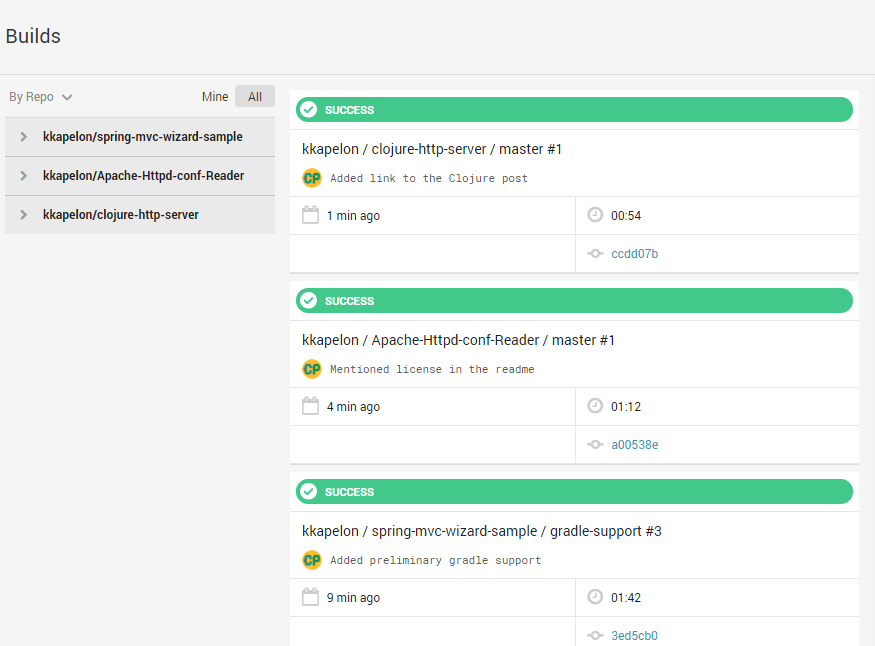 Builds
By Repo
Mine
All
kkapelon/spring-mvc-wizard-sample
kkapelon/Apache-Httpd-conf-Reader
kkapelon/clojure-http-server
SUCCESS
kkapelon / clojure-http-server / master #1
CP Added link to the Clojure post
1 min ago
00:54
ccdd07b
SUCCESS
kkapelon / Apache-Httpd-conf-Reader / master #1
CP Mentioned license in the readme
4 min ago
01:12
a00538e
SUCCESS
kkapelon / spring-mvc-wizard-sample / gradle-support #3
CP Added preliminary gradle support
9 min ago
01:42
3ed5cb0